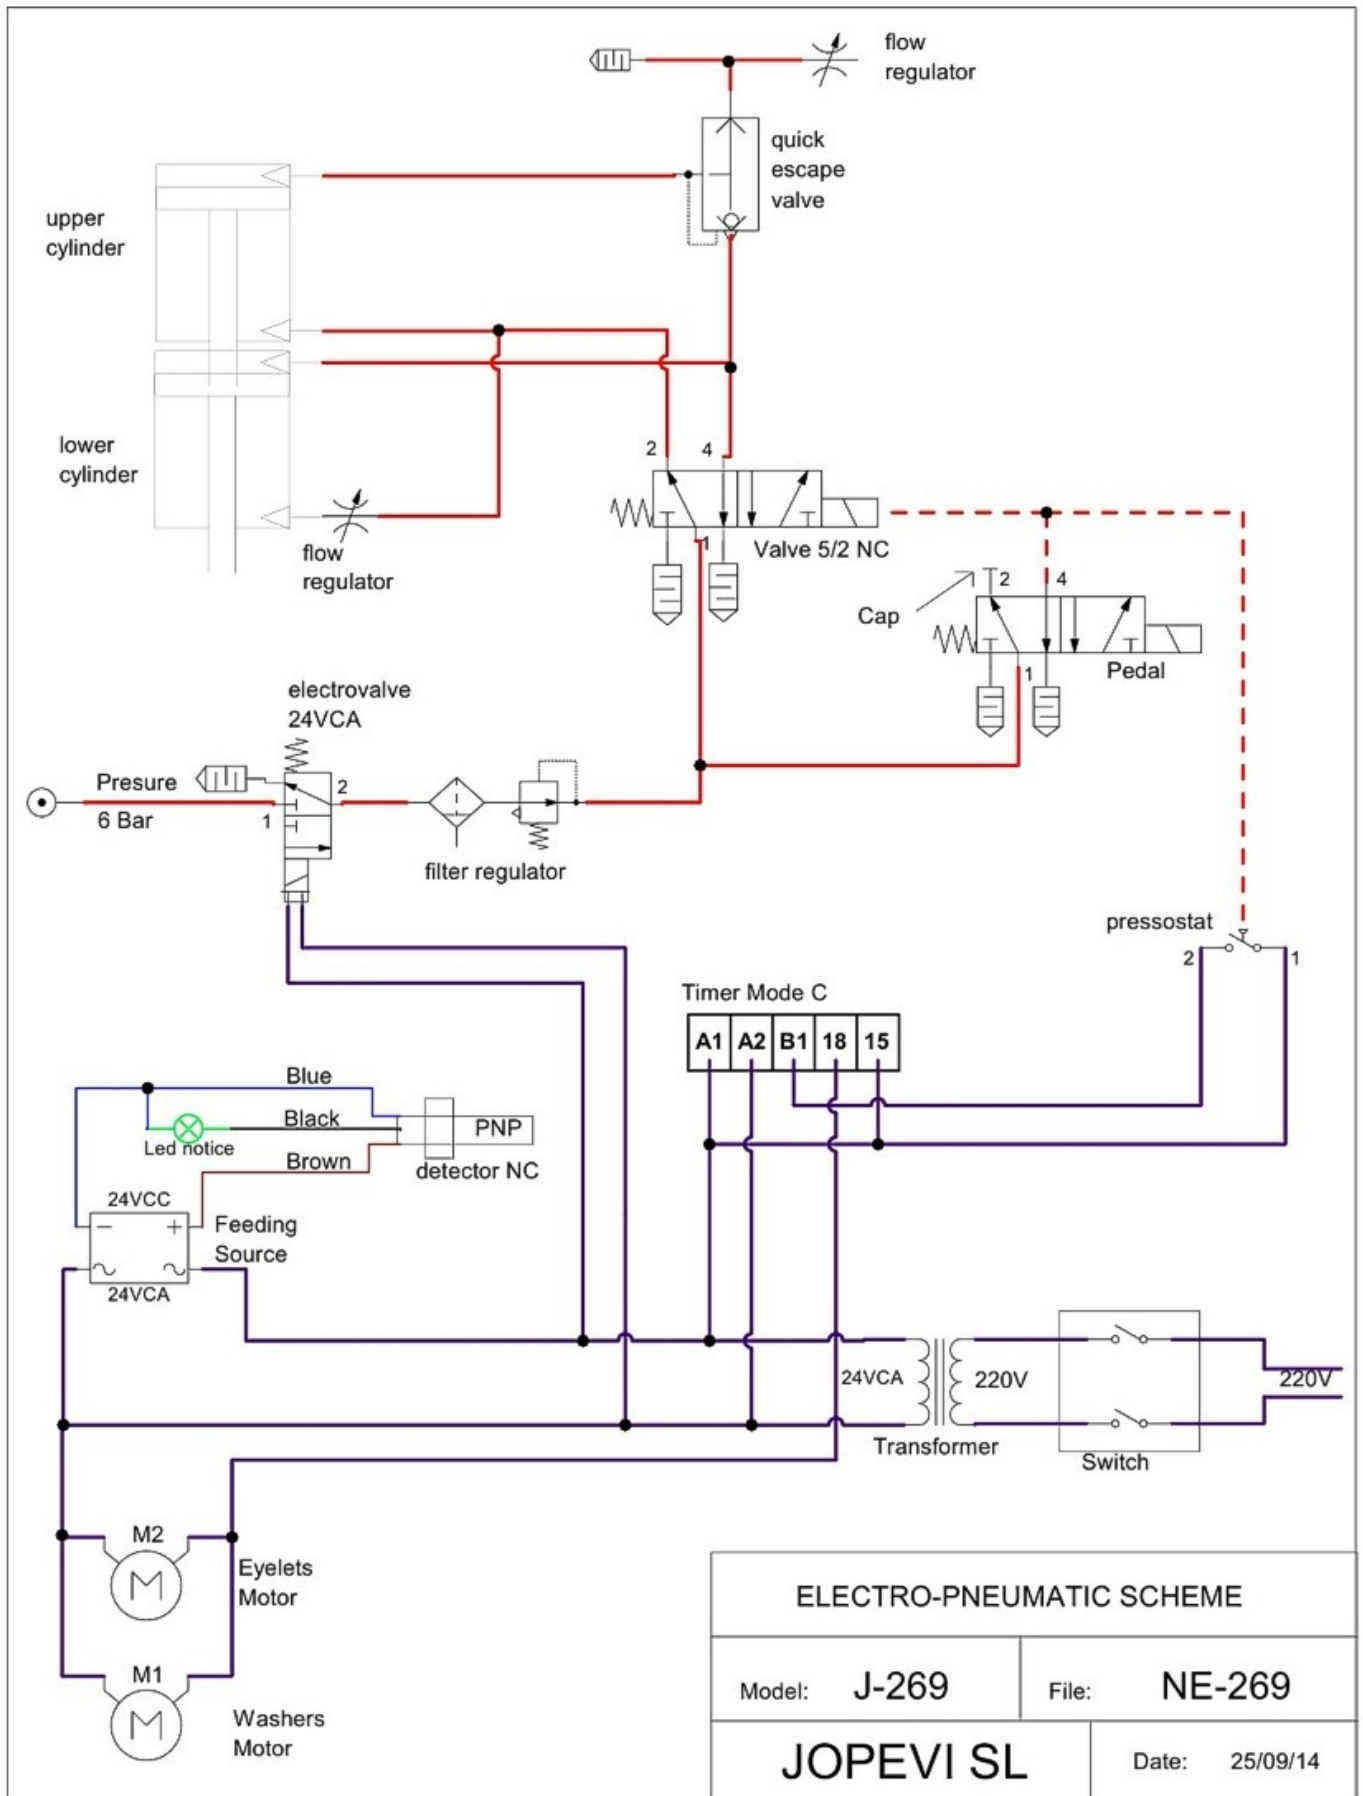 flow
regulator
quick
escape
valve
upper
cylinder
lower
cylinder
flow
regulator
2 4
1
Valve 5/2 NC
Cap
2 4
1
Pedal
electrovalve
24VCA
Presure
6 Bar
1
2
filter regulator
pressostat
2
1
Timer Mode C
A1 A2 B1 18 15
Blue
Black
Led notice
Brown
PNP
detector NC
24VCC
− +
Feeding
Source
24VCA
24VCA
220V
220V
Transformer
Switch
M2
M
Eyelets
Motor
M1
M
Washers
Motor
ELECTRO-PNEUMATIC SCHEME
Model: J-269
File: NE-269
JOPEVI SL
Date: 25/09/14